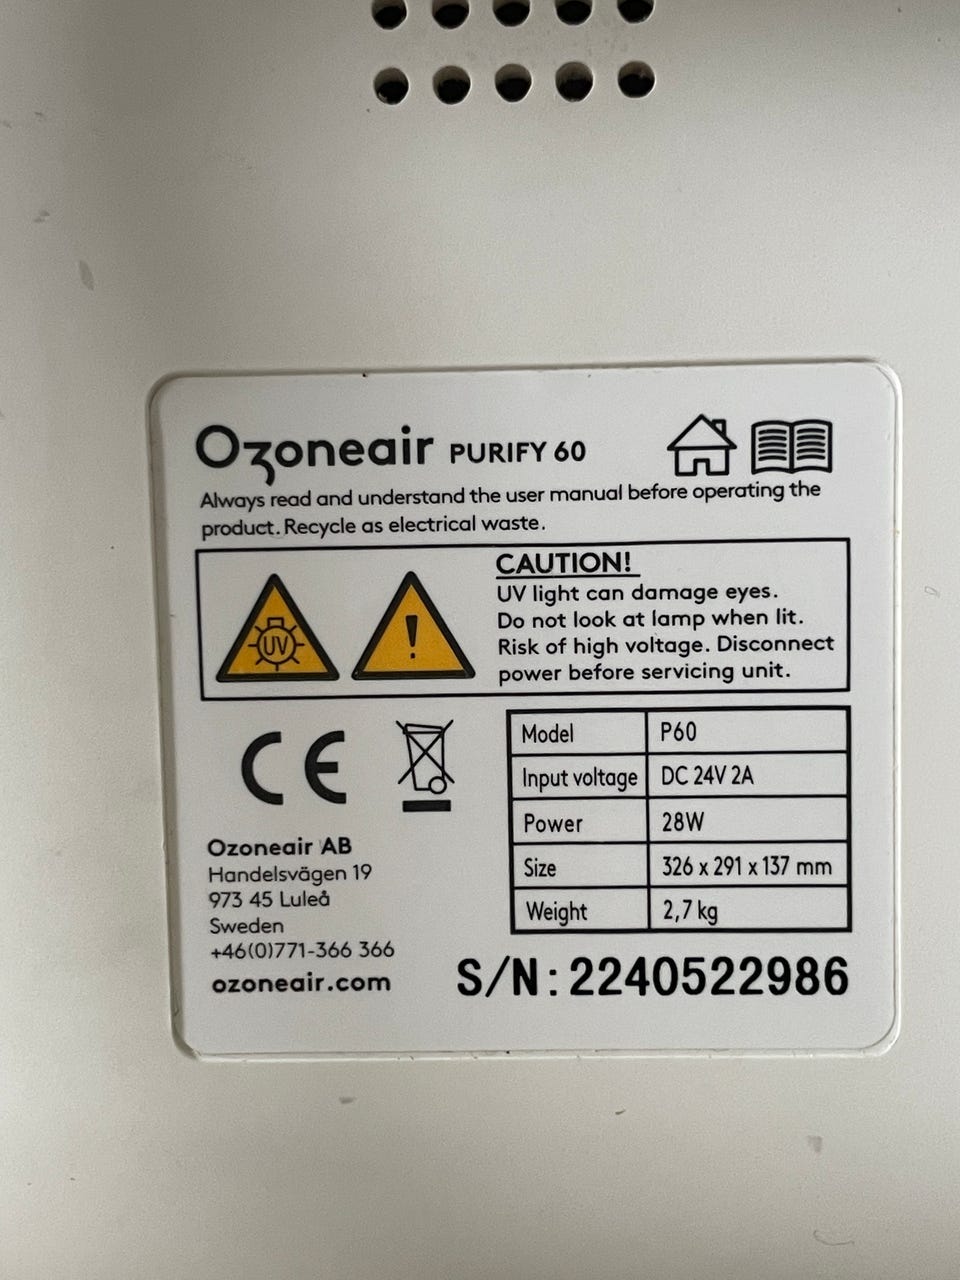 Ozoneair PURIFY 60
Always read and understand the user manual before operating the
product. Recycle as electrical waste.
CAUTION!
UV light can damage eyes.
Do not look at lamp when lit.
Risk of high voltage. Disconnect
power before servicing unit.
UV
!
CE
Model P60
Input voltage DC 24V 2A
Power 28W
Size 326 x 291 x 137 mm
Weight 2,7 kg
Ozoneair AB
Handelsvägen 19
973 45 Luleå
Sweden
+46(0)771-366 366
ozoneair.com
S/N: 2240522986